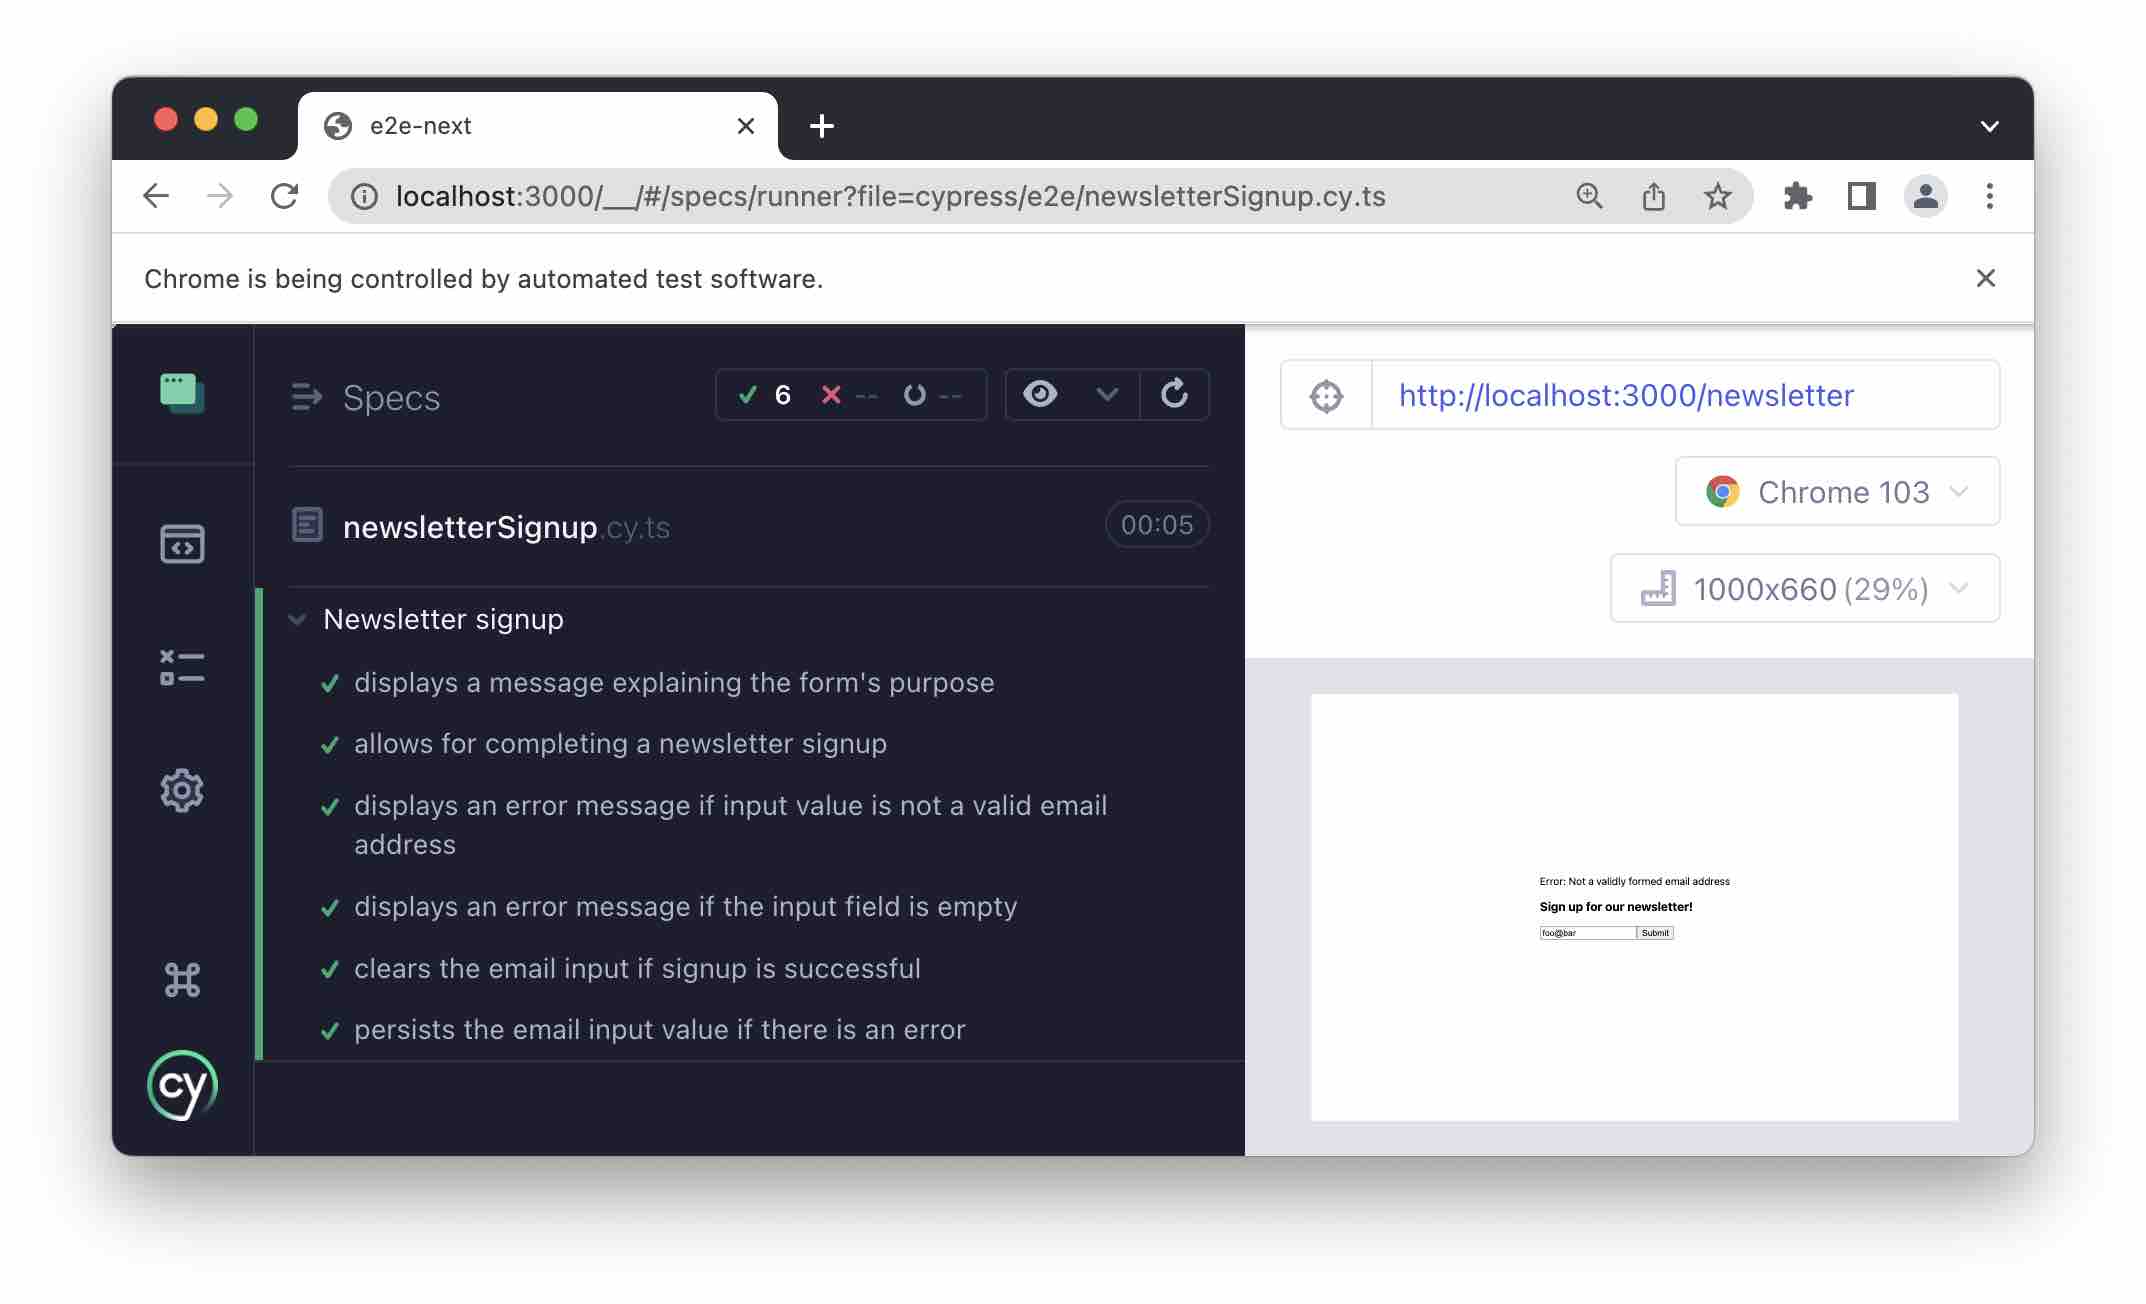 e2e-next
localhost:3000/__/#/specs/runner?file=cypress/e2e/newsletterSignup.cy.ts
Chrome is being controlled by automated test software.
Specs
6 -- --
newsletterSignup.cy.ts
00:05
Newsletter signup
displays a message explaining the form's purpose
allows for completing a newsletter signup
displays an error message if input value is not a valid email
address
displays an error message if the input field is empty
clears the email input if signup is successful
persists the email input value if there is an error
cy
http://localhost:3000/newsletter
Chrome 103
1000x660 (29%)
Error: Not a validly formed email address
Sign up for our newsletter!
foo@bar Submit